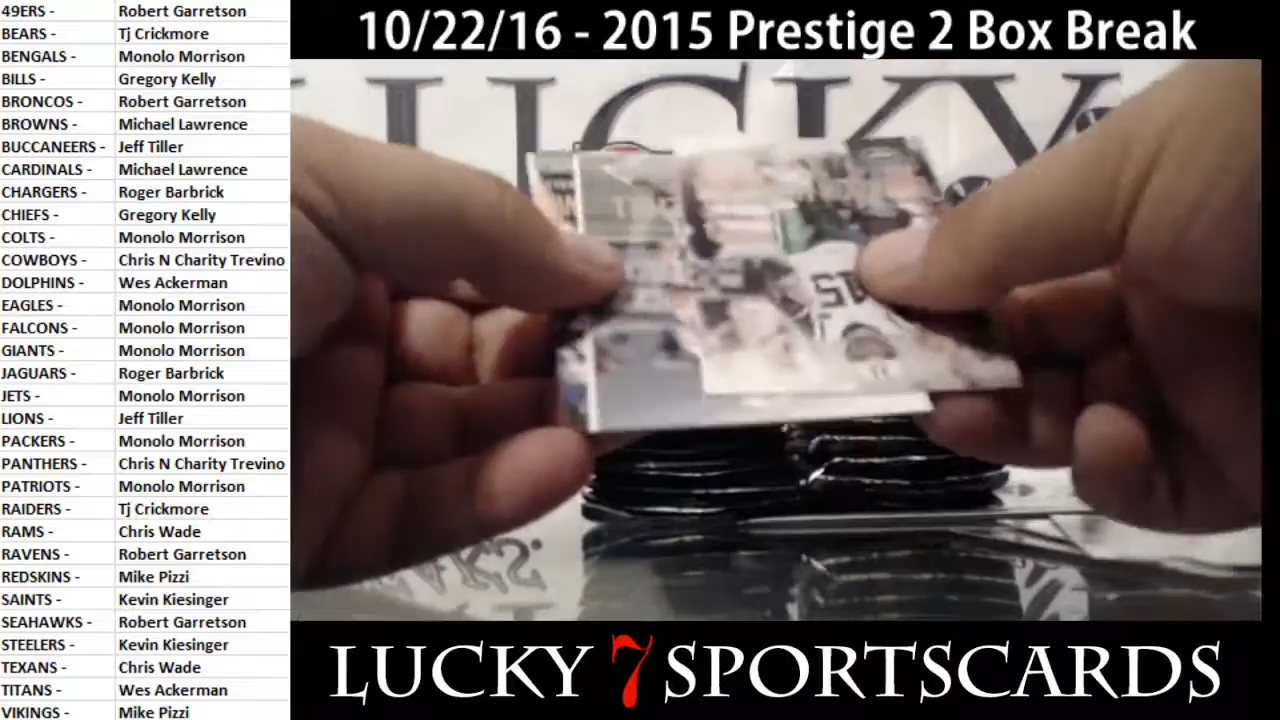 49ERS - Robert Garretson
BEARS - Tj Crickmore
BENGALS - Monolo Morrison
BILLS - Gregory Kelly
BRONCOS - Robert Garretson
BROWNS - Michael Lawrence
BUCCANEERS - Jeff Tiller
CARDINALS - Michael Lawrence
CHARGERS - Roger Barbrick
CHIEFS - Gregory Kelly
COLTS - Monolo Morrison
COWBOYS - Chris N Charity Trevino
DOLPHINS - Wes Ackerman
EAGLES - Monolo Morrison
FALCONS - Monolo Morrison
GIANTS - Monolo Morrison
JAGUARS - Roger Barbrick
JETS - Monolo Morrison
LIONS - Jeff Tiller
PACKERS - Monolo Morrison
PANTHERS - Chris N Charity Trevino
PATRIOTS - Monolo Morrison
RAIDERS - Tj Crickmore
RAMS - Chris Wade
RAVENS - Robert Garretson
REDSKINS - Mike Pizzi
SAINTS - Kevin Kiesinger
SEAHAWKS - Robert Garretson
STEELERS - Kevin Kiesinger
TEXANS - Chris Wade
TITANS - Wes Ackerman
VIKINGS - Mike Pizzi
10/22/16 - 2015 Prestige 2 Box Break
LUCKY
LUCKY 7 SPORTSCARDS